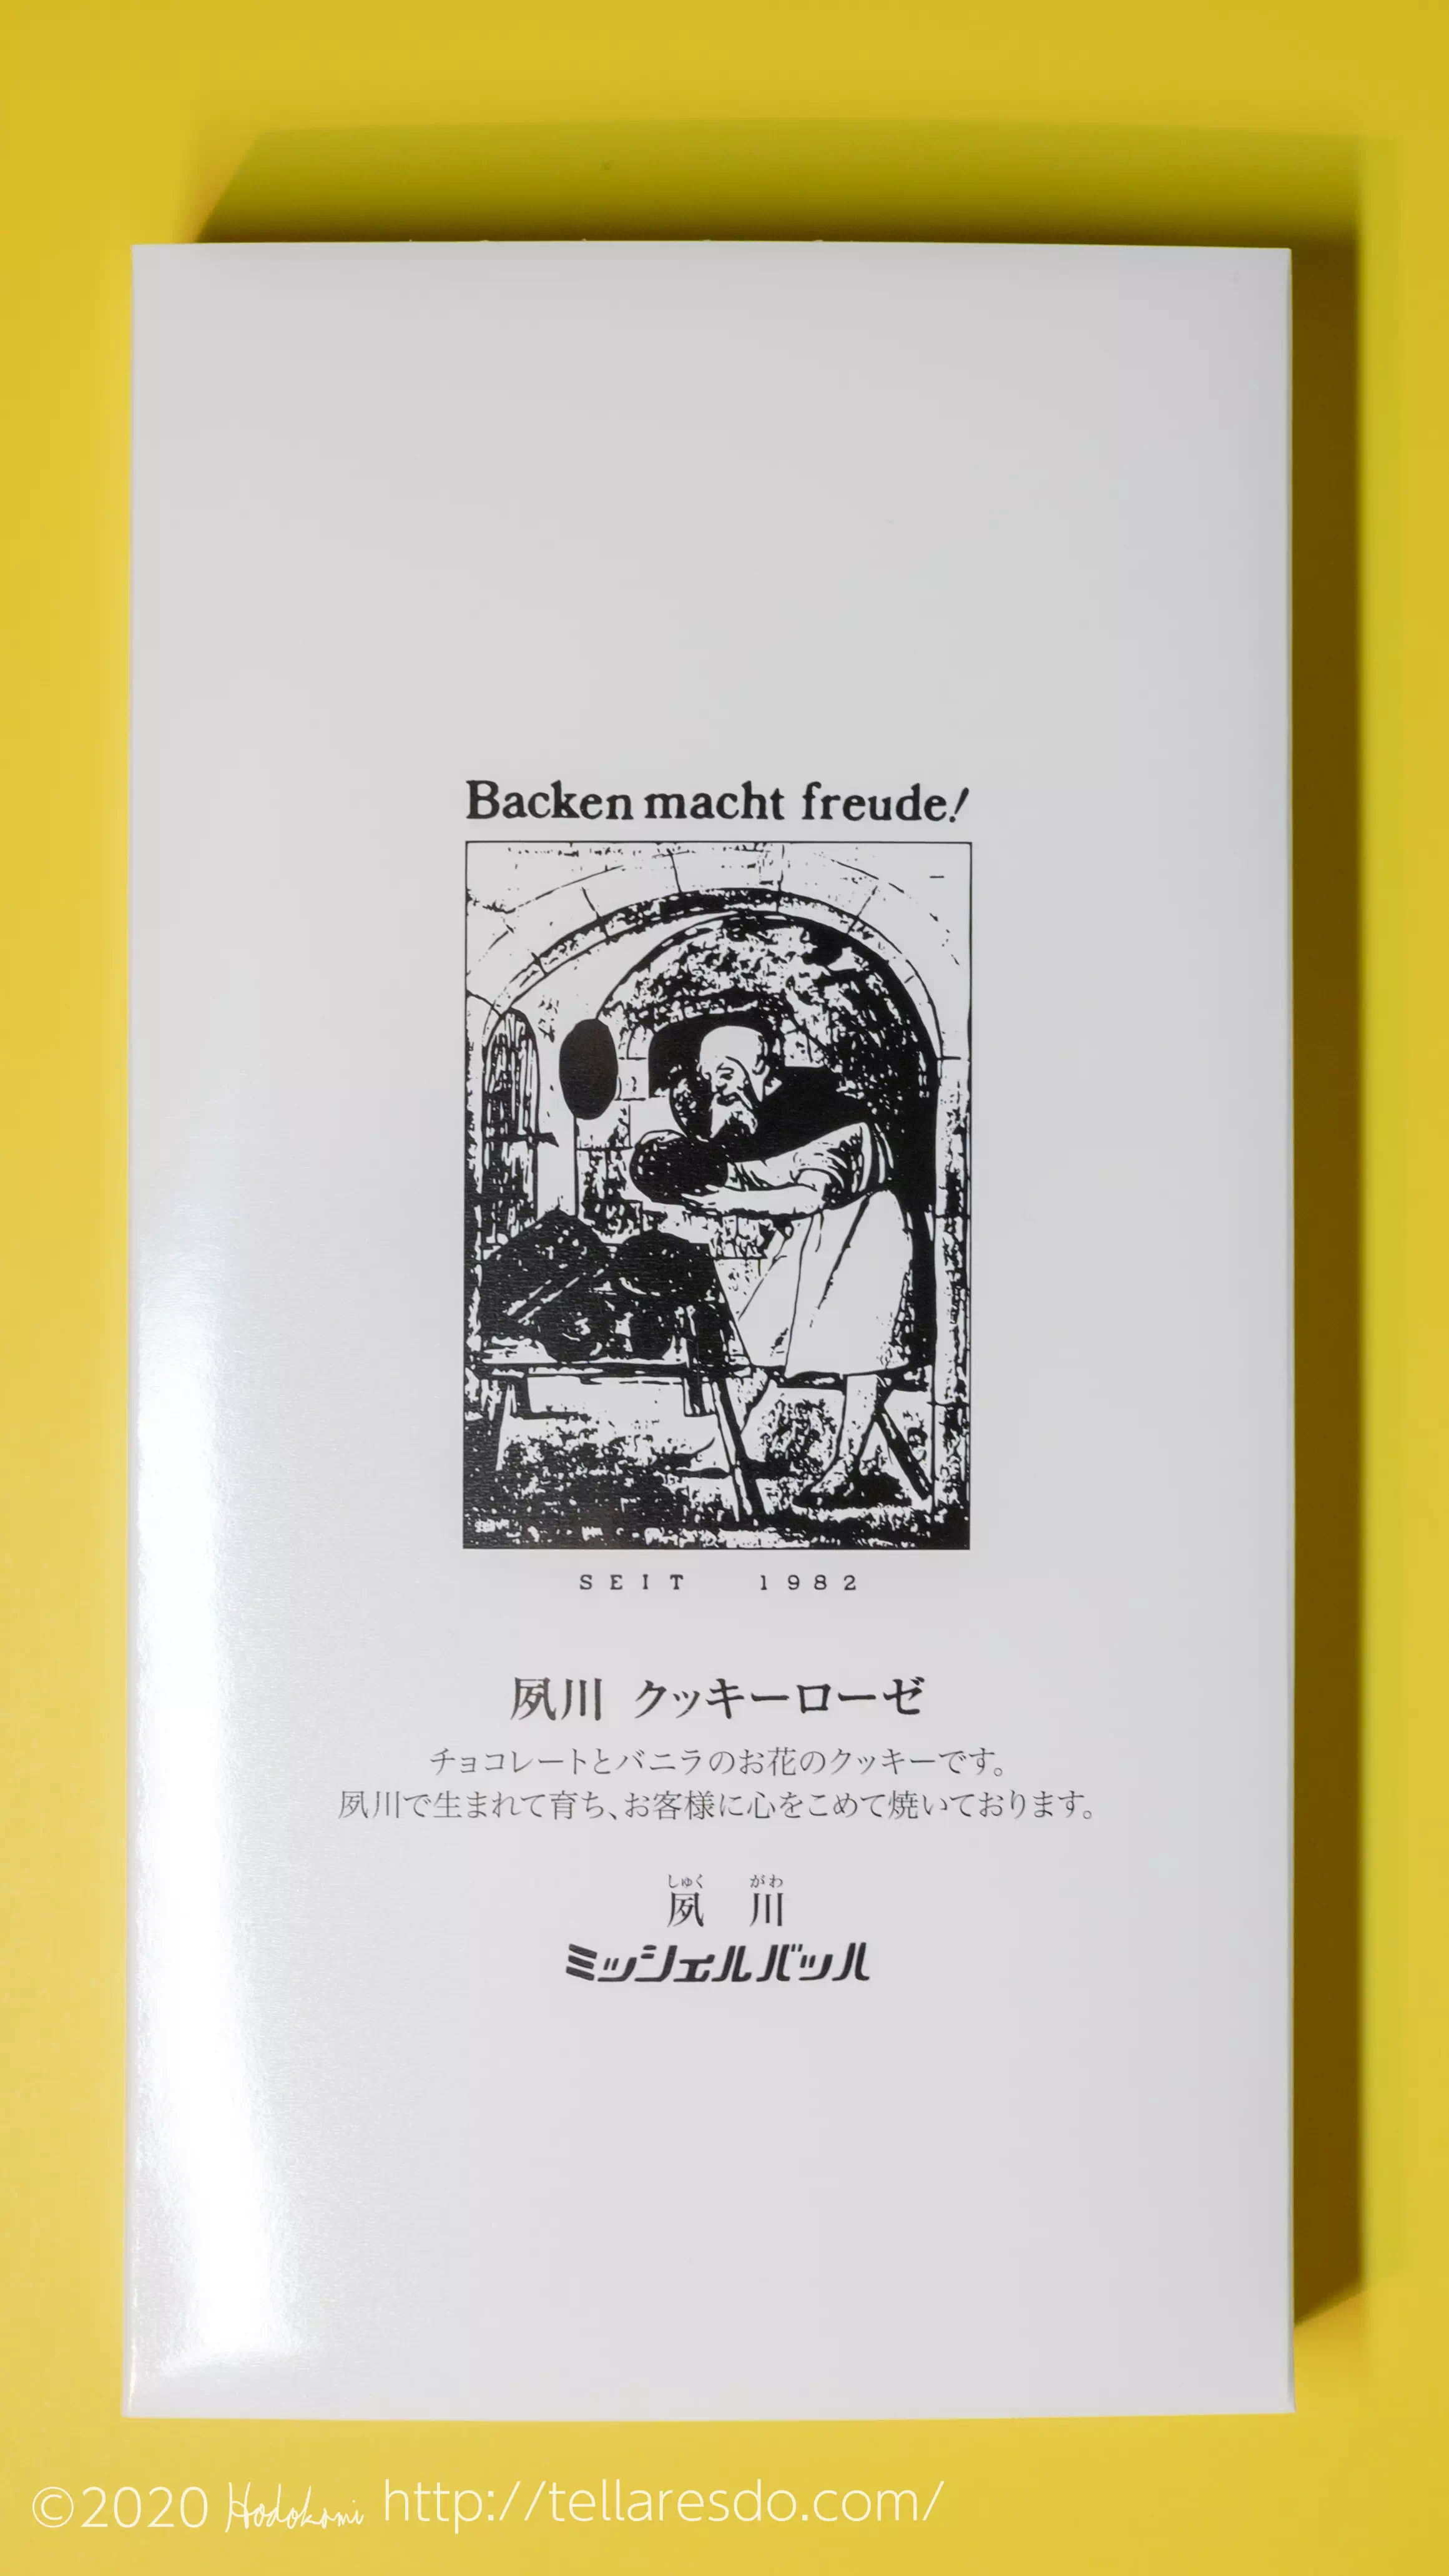 Backen macht freude!
SEIT 1982
夙川 クッキーローゼ
チョコレートとバニラのお花のクッキーです。
夙川で生まれて育ち、お客様に心をこめて焼いております。
しゅく がわ
夙 川
ミッシェルバッハ
©2020 Hodokami http://tellaresdo.com/